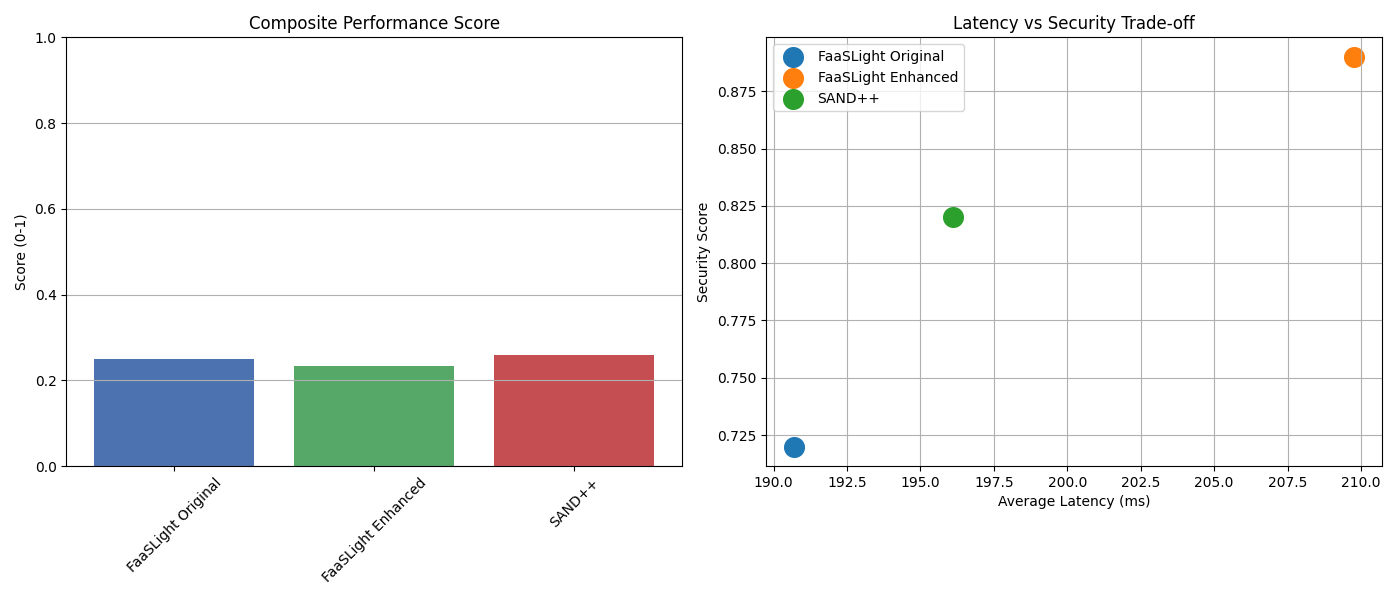 Composite Performance Score
Score (0-1)
1.0
0.8
0.6
0.4
0.2
0.0
FaaSLight Original
FaaSLight Enhanced
SAND++
Latency vs Security Trade-off
FaaSLight Original
FaaSLight Enhanced
SAND++
Security Score
0.875
0.850
0.825
0.800
0.775
0.750
0.725
190.0 192.5 195.0 197.5 200.0 202.5 205.0 207.5 210.0
Average Latency (ms)